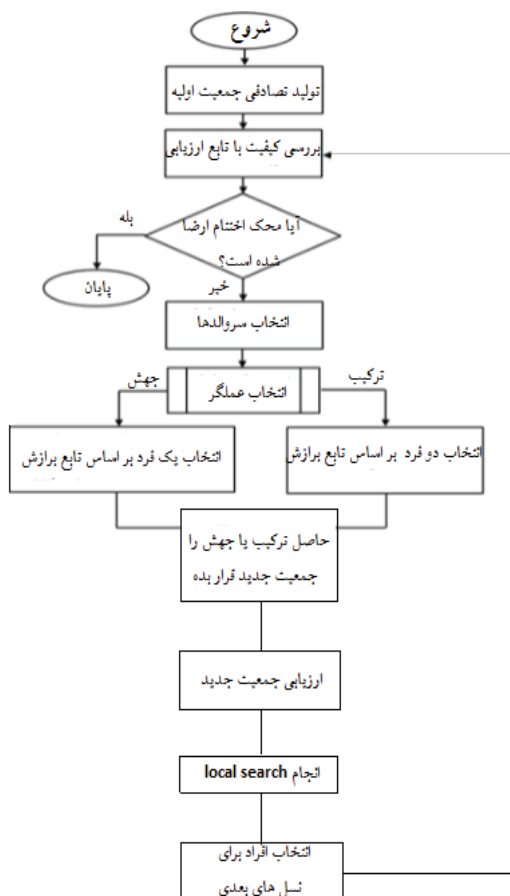 شروع
تولید تصادفی جمعیت اولیه
بررسی کیفیت با تابع ارزیابی
آیا محک اختتام ارضا
شده است؟
بله
پایان
خیر
انتخاب سروالدها
انتخاب عملگر
ترکیب
جهش
انتخاب دو فرد بر اساس تابع برازش
انتخاب یک فرد بر اساس تابع برازش
حاصل ترکیب یا جهش را
جمعیت جدید قرار بده
ارزیابی جمعیت جدید
انجام local search
انتخاب افراد برای
نسل های بعدی